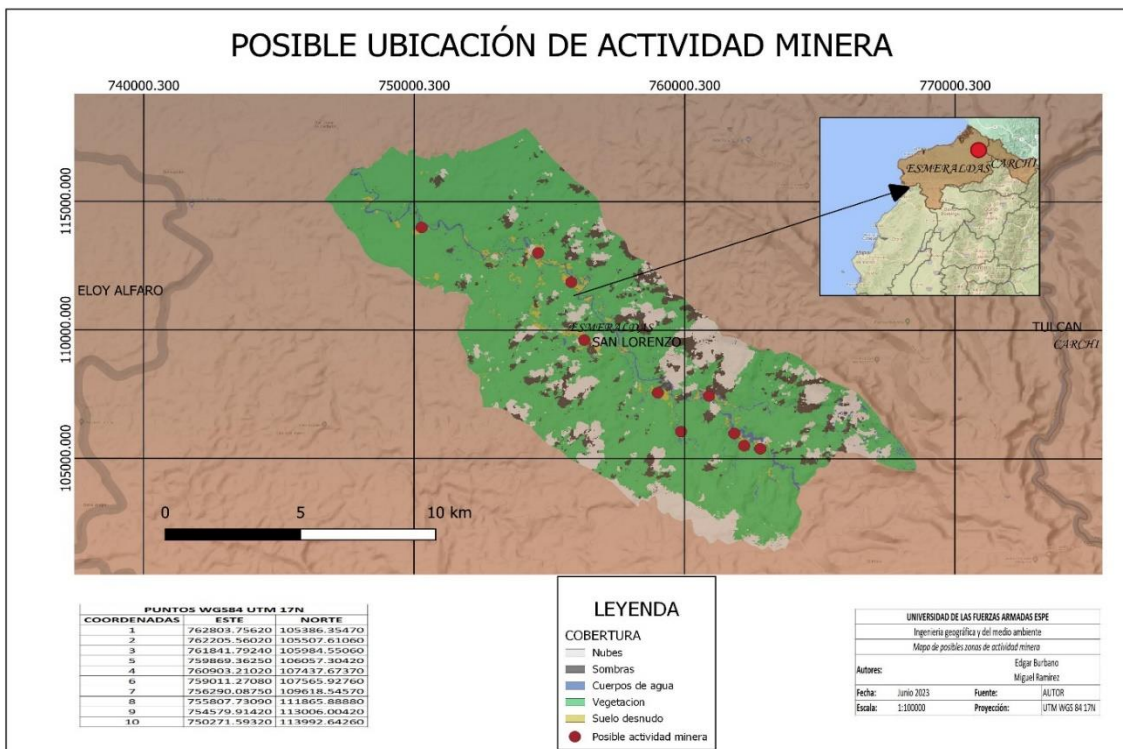 POSIBLE UBICACIÓN DE ACTIVIDAD MINERA
740000.300 750000.300 760000.300 770000.300
115000.000
110000.000
105000.000
ESMERALDAS
CARCHI
ELOY ALFARO
ESMERALDAS
SAN LORENZO
TULCAN
CARCHI
0 5 10 km
PUNTOS WGS84 UTM 17N
COORDENADAS ESTE NORTE
1 762803.75620 105386.35470
2 762205.56020 105507.61060
3 761841.79240 105984.55060
5 759869.36250 106057.30420
4 760903.21020 107437.67370
6 759011.27080 107565.92760
7 756290.08750 109618.54570
8 755807.73090 111865.88880
9 754579.91420 113006.00420
10 750271.59320 113992.64260
LEYENDA
COBERTURA
Nubes
Sombras
Cuerpos de agua
Vegetacion
Suelo desnudo
Posible actividad minera
UNIVERSIDAD DE LAS FUERZAS ARMADAS ESPE
Ingeniería geográfica y del medio ambiente
Mapa de posibles zonas de actividad minera
Autores: Edgar Burbano
Miguel Ramírez
Fecha: Junio 2023 Fuente: AUTOR
Escala: 1:100000 Proyección: UTM WGS 84 17N